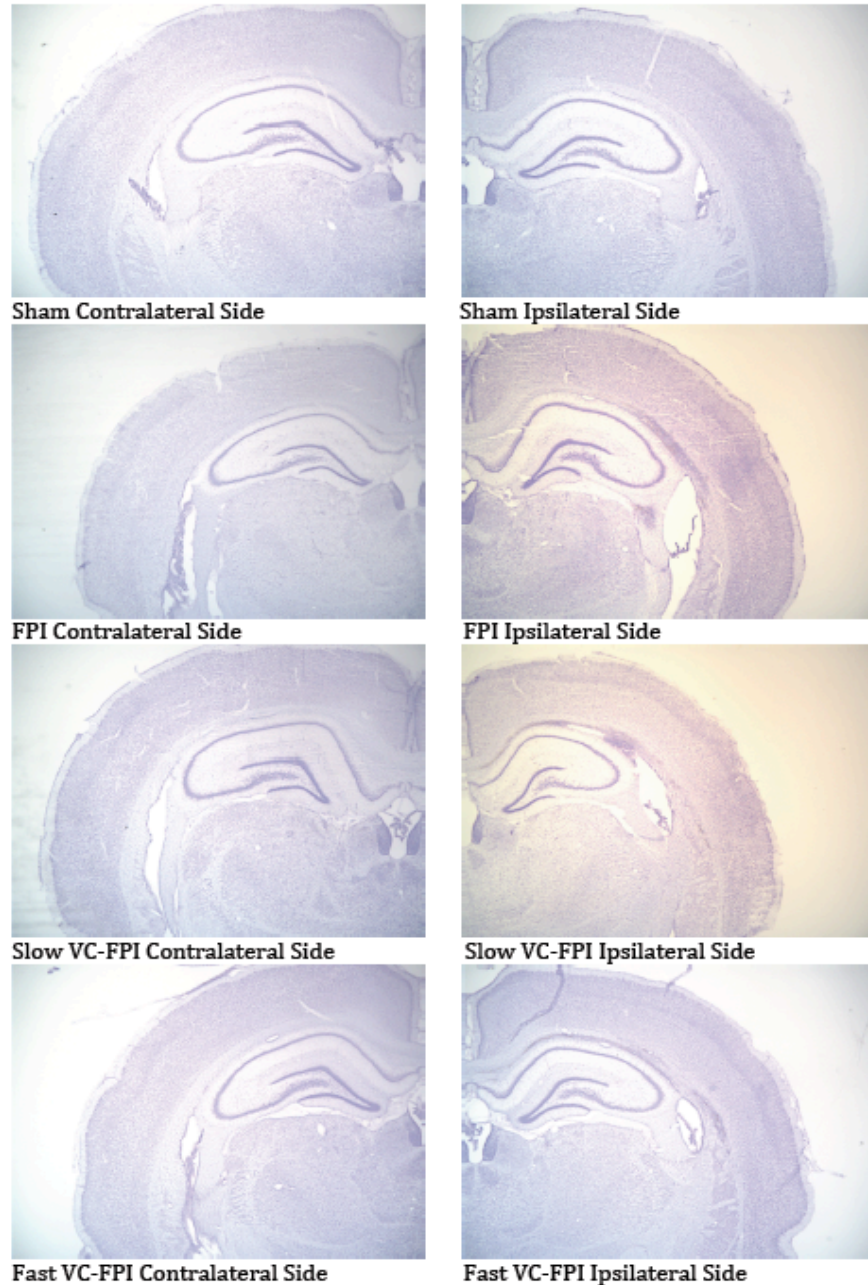 Sham Contralateral Side
Sham Ipsilateral Side
FPI Contralateral Side
FPI Ipsilateral Side
Slow VC-FPI Contralateral Side
Slow VC-FPI Ipsilateral Side
Fast VC-FPI Contralateral Side
Fast VC-FPI Ipsilateral Side